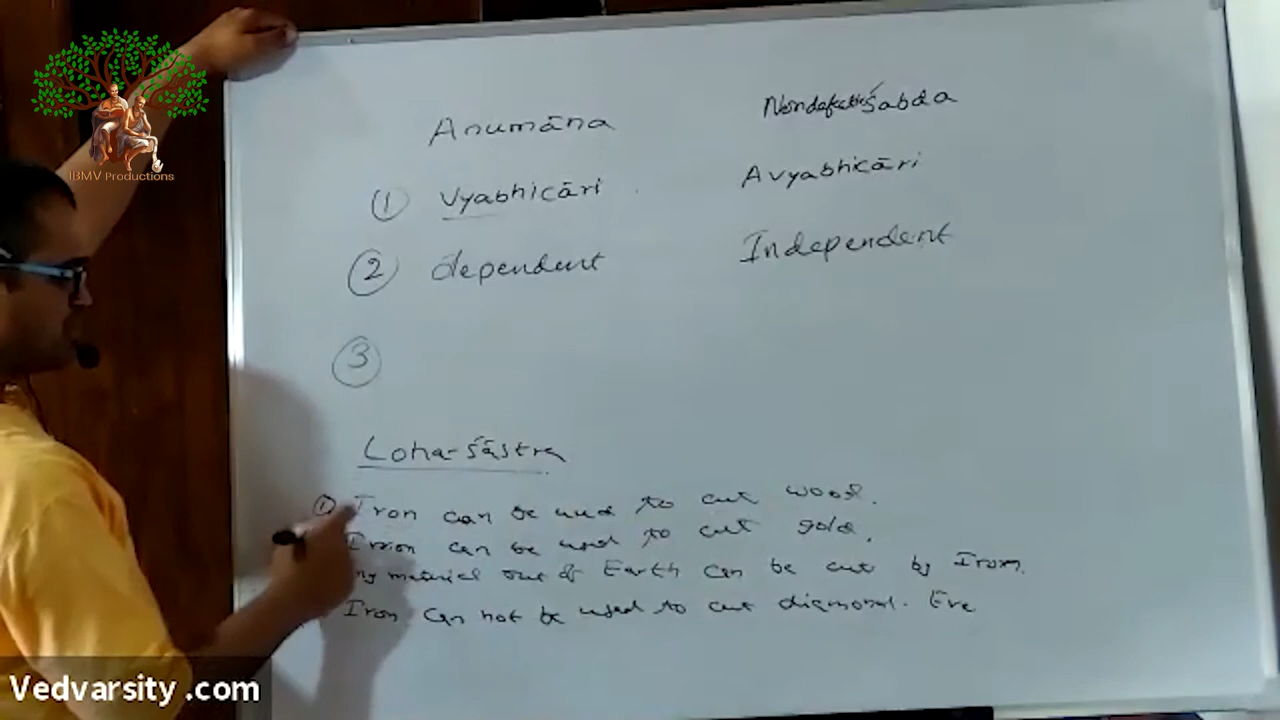 IBMV Productions
Anumāna Nondefective Śabda
① Vyabhicāri Avyabhicāri
② dependent Independent
③
Loha-śāstra
① Iron can be used to cut wood.
Iron can be used to cut gold.
material out of Earth can be cut by Iron.
Iron can not be used to cut diamond. Eve
Vedvarsity .com